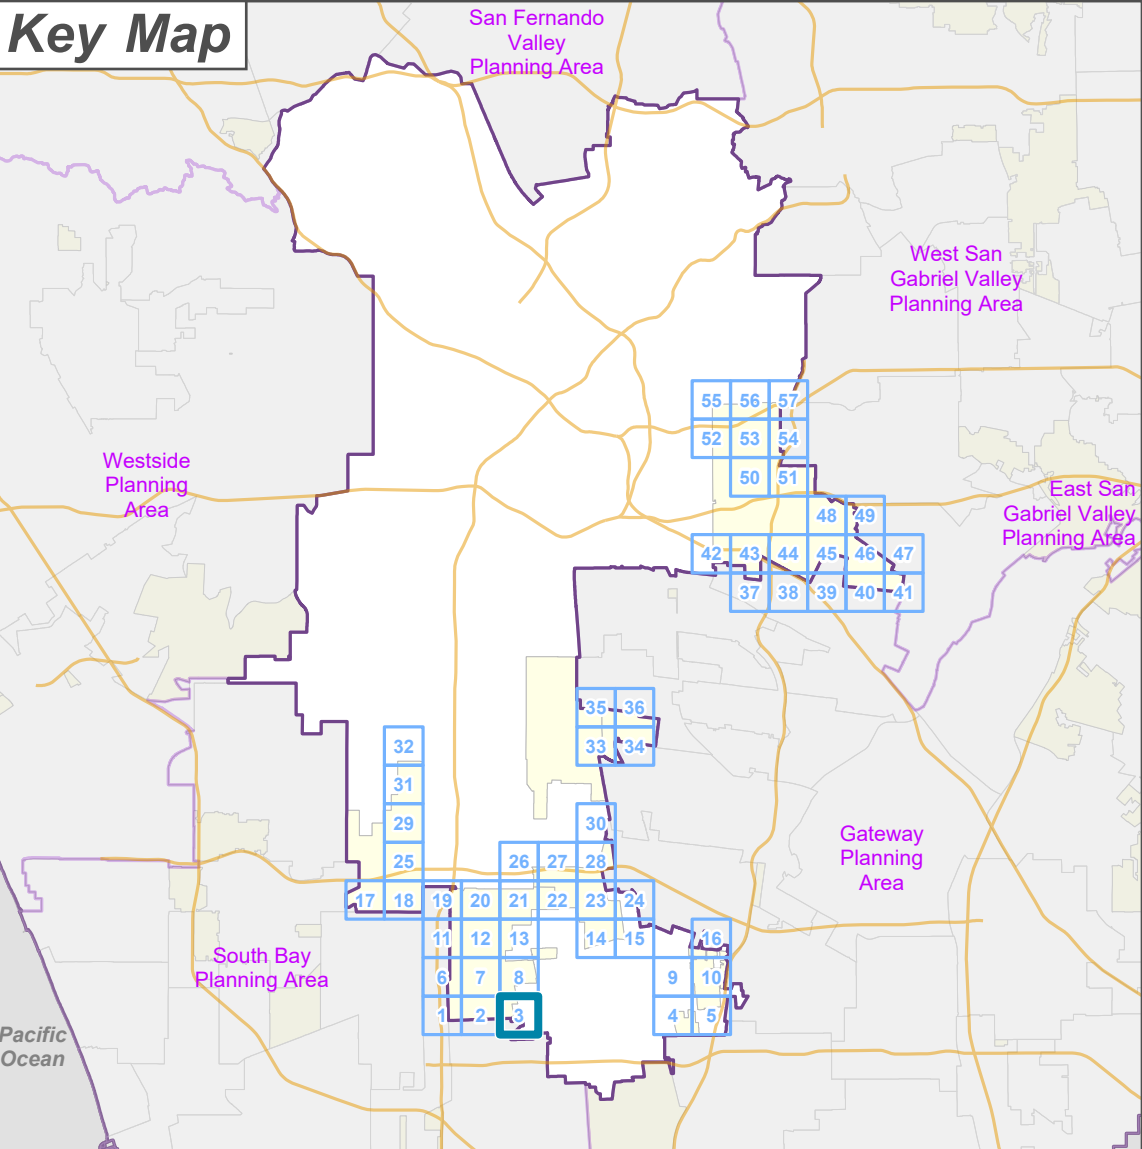 Key Map
San Fernando
Valley
Planning Area
West San
Gabriel Valley
Planning Area
55 56 57
52 53 54
Westside
Planning
Area
50 51
East San
Gabriel Valley
Planning Area
48 49
42 43 44 45 46 47
37 38 39 40 41
35 36
32 33 34
31
29 30
Gateway
Planning
Area
25 26 27 28
17 18 19 20 21 22 23 24
11 12 13 14 15 16
South Bay
Planning Area
6 7 8 9 10
1 2 3 4 5
Pacific
Ocean